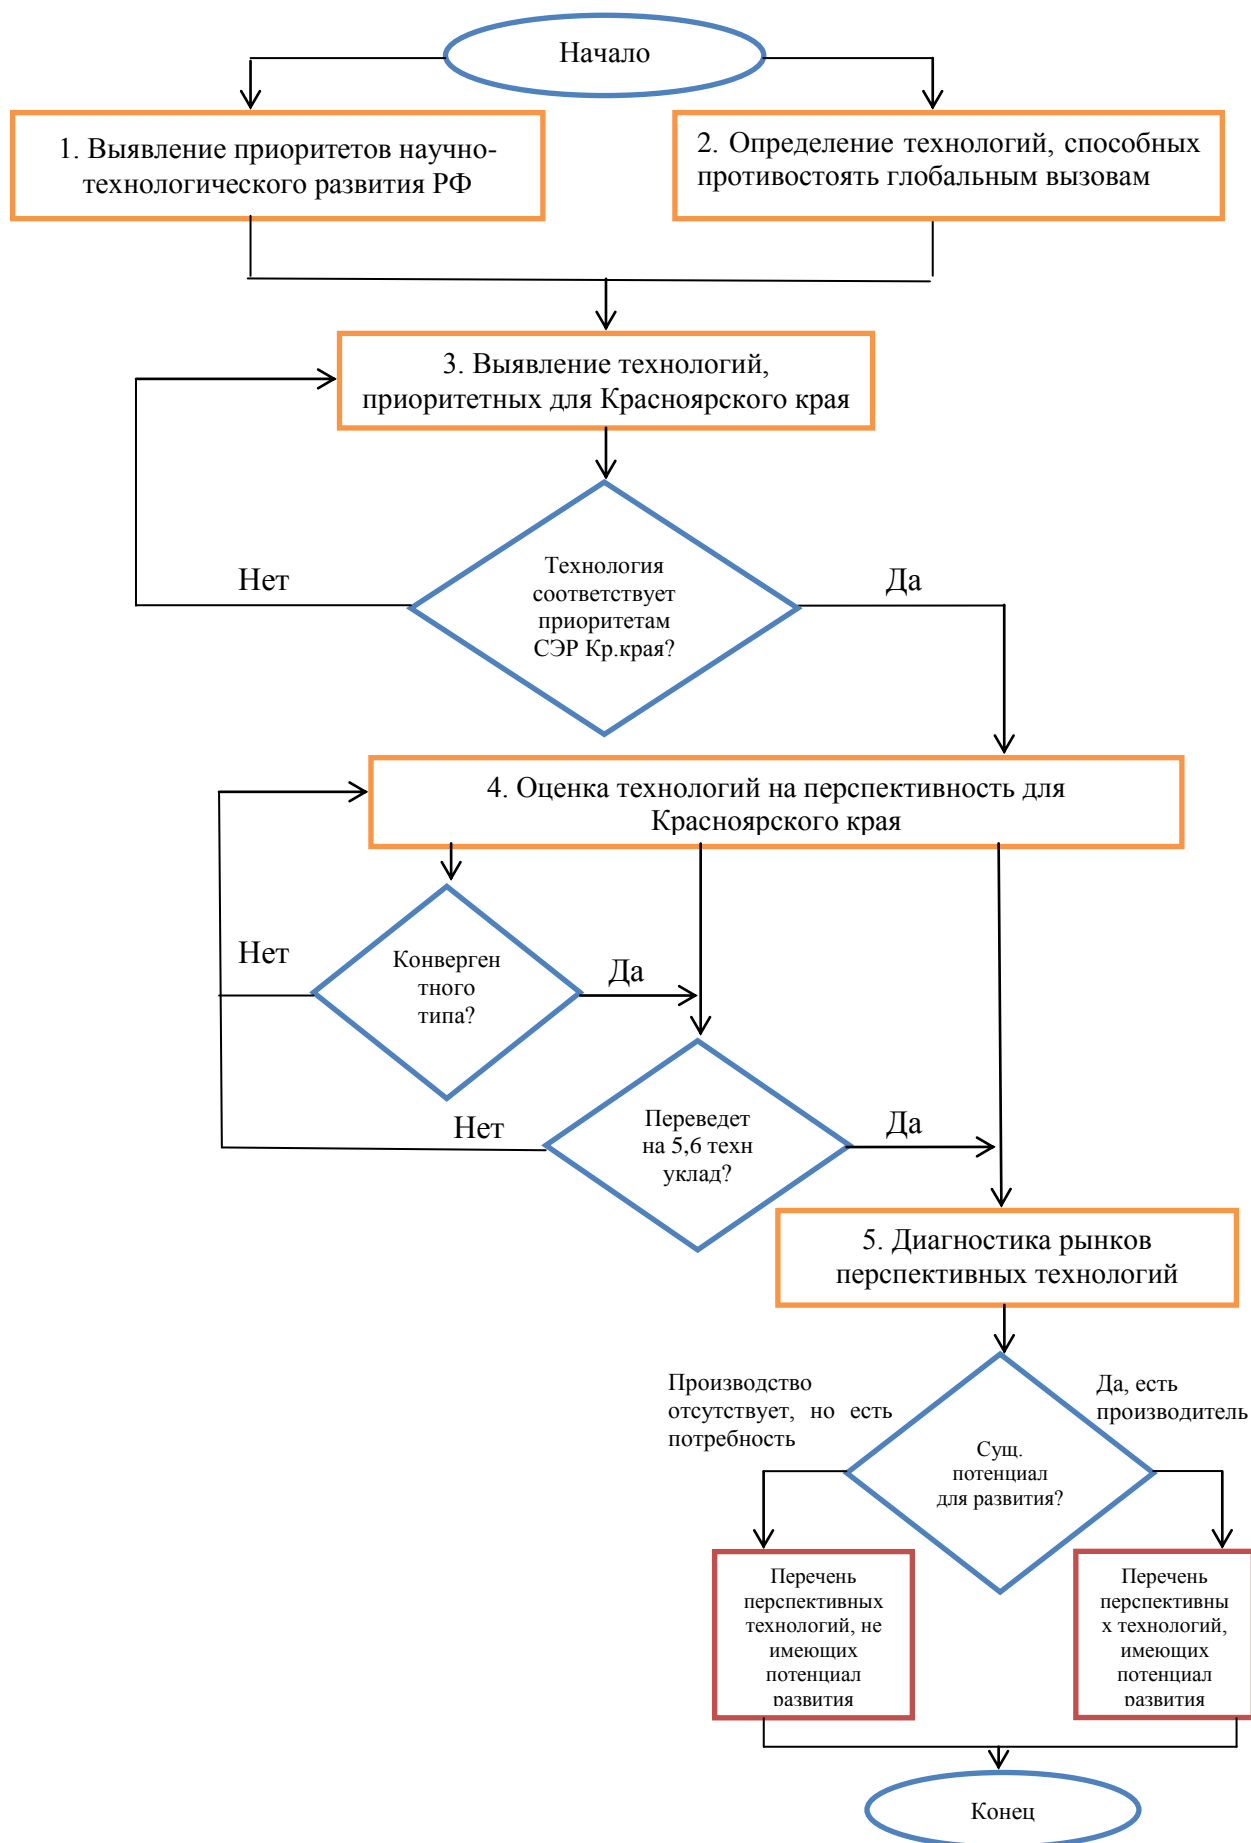 Начало
1. Выявление приоритетов научно-
технологического развития РФ
2. Определение технологий, способных
противостоять глобальным вызовам
3. Выявление технологий,
приоритетных для Красноярского края
Технология
соответствует
приоритетам
СЭР Кр.края?
Нет
Да
4. Оценка технологий на перспективность для
Красноярского края
Конверген
тного
типа?
Нет
Да
Переведет
на 5,6 техн
уклад?
Нет
Да
5. Диагностика рынков
перспективных технологий
Производство
отсутствует, но есть
потребность
Да, есть
производитель
Сущ.
потенциал
для развития?
Перечень
перспективных
технологий, не
имеющих
потенциал
развития
Перечень
перспективны
х технологий,
имеющих
потенциал
развития
Конец